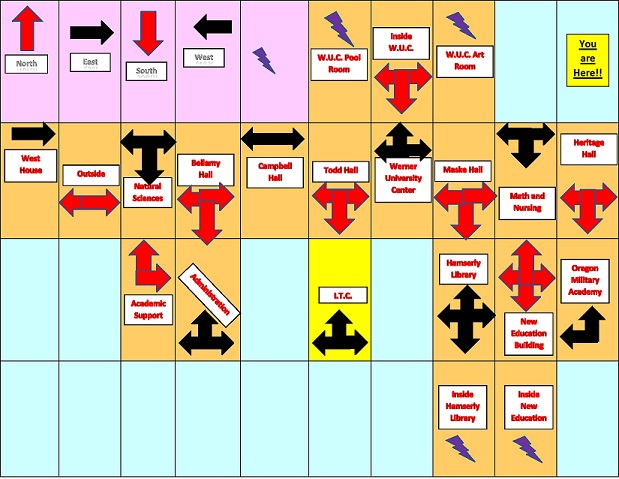 North
East
South
West
W.U.C. Pool
Room
Inside
W.U.C.
W.U.C. Art
Room
You
are
Here!!
West
House
Outside
Natural
Sciences
Bellamy
Hall
Campbell
Hall
Todd Hall
Werner
University
Center
Maske Hall
Math and
Nursing
Heritage
Hall
Academic
Support
Administration
I.T.C.
Hamserly
Library
New
Education
Building
Oregon
Military
Academy
Inside
Hamserly
Library
Inside
New
Education